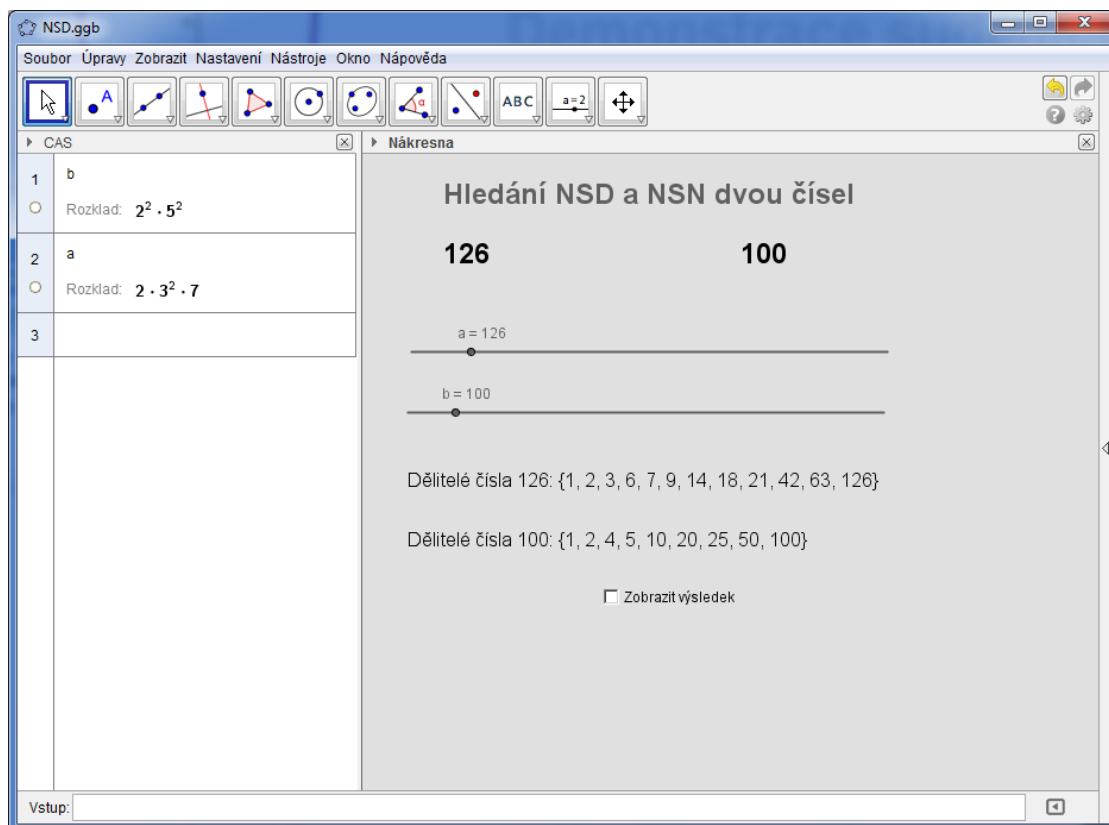 NSD.ggb
Soubor Úpravy Zobrazit Nastavení Nástroje Okno Nápověda
A
α
ABC
a = 2
CAS
Nákresna
1
b
Rozklad: 2² · 5²
2
a
Rozklad: 2 · 3² · 7
3
Hledání NSD a NSN dvou čísel
126 100
a = 126
b = 100
Dělitelé čísla 126: {1, 2, 3, 6, 7, 9, 14, 18, 21, 42, 63, 126}
Dělitelé čísla 100: {1, 2, 4, 5, 10, 20, 25, 50, 100}
Zobrazit výsledek
Vstup: